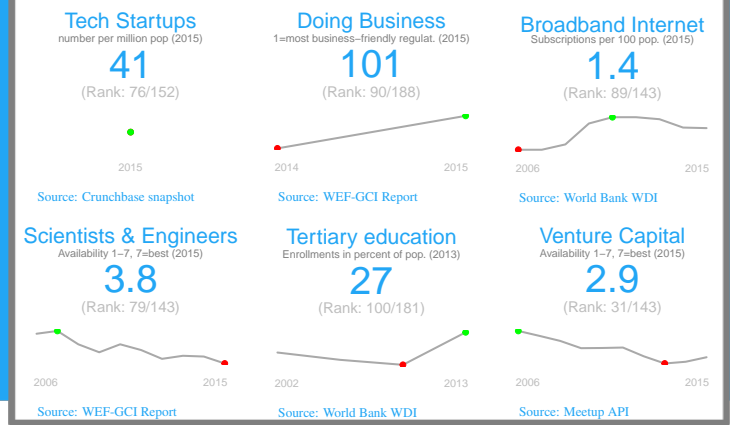 Tech Startups
number per million pop (2015)
41
(Rank: 76/152)
2015
Source: Crunchbase snapshot
Doing Business
1=most business−friendly regulat. (2015)
101
(Rank: 90/188)
2014
2015
Source: WEF-GCI Report
Broadband Internet
Subscriptions per 100 pop. (2015)
1.4
(Rank: 89/143)
2006
2015
Source: World Bank WDI
Scientists & Engineers
Availability 1−7, 7=best (2015)
3.8
(Rank: 79/143)
2006
2015
Source: WEF-GCI Report
Tertiary education
Enrollments in percent of pop. (2013)
27
(Rank: 100/181)
2002
2013
Source: World Bank WDI
Venture Capital
Availability 1−7, 7=best (2015)
2.9
(Rank: 31/143)
2006
2015
Source: Meetup API